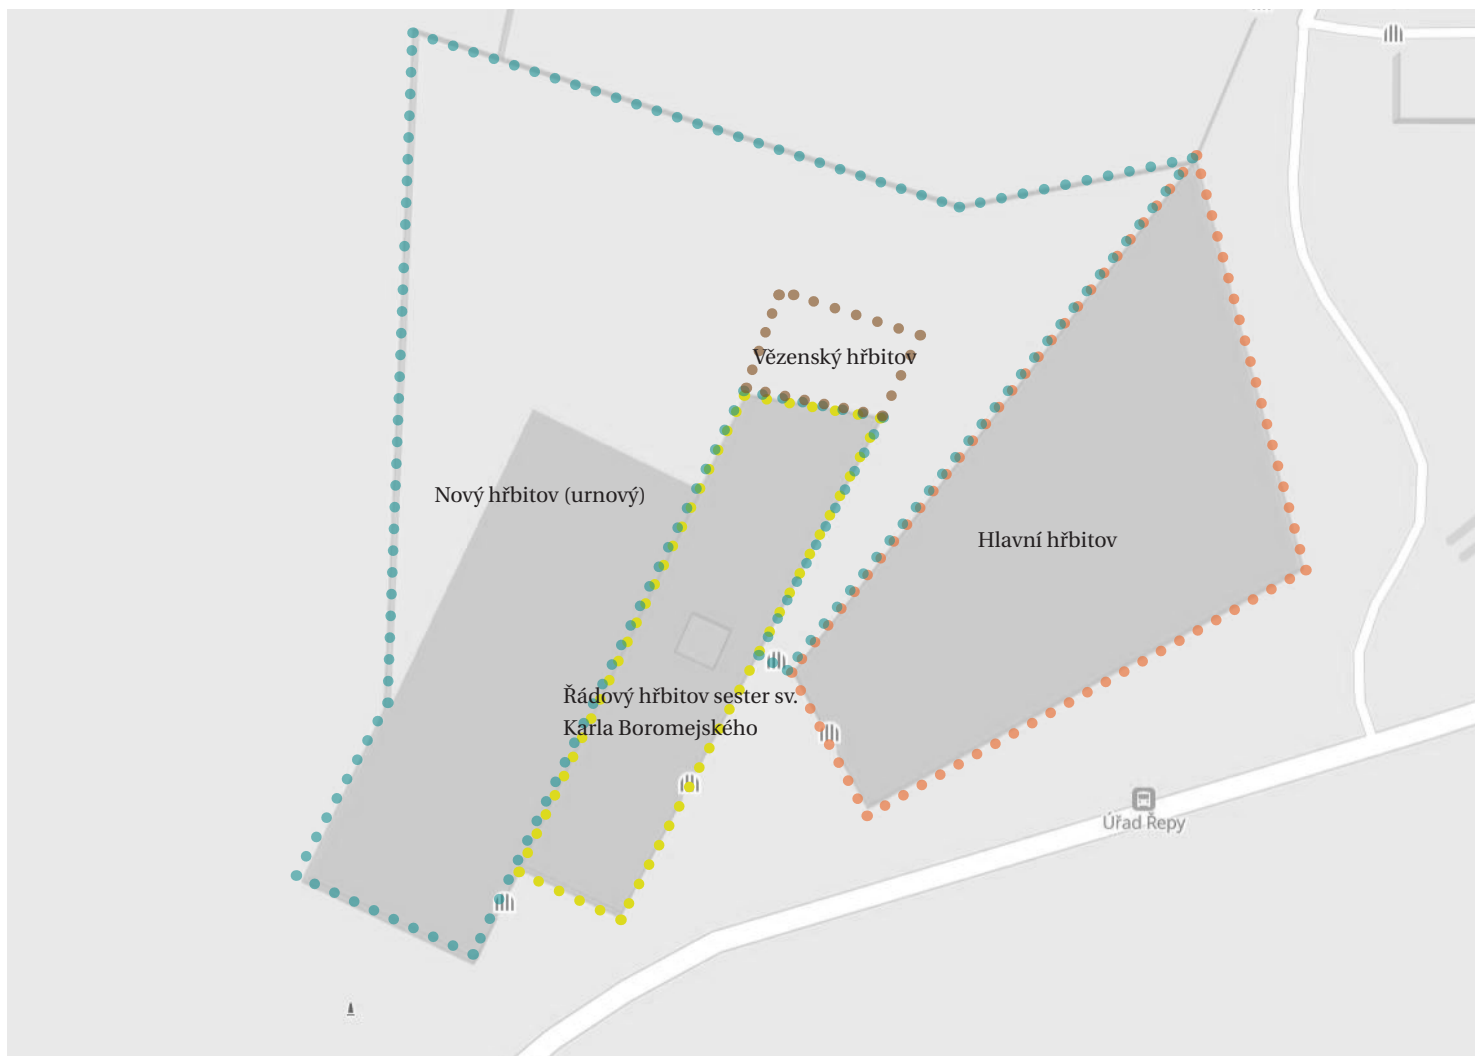 Vězenský hřbitov
Nový hřbitov (urnový)
Hlavní hřbitov
Řádový hřbitov sester sv.
Karla Boromejského
Úřad Řepy